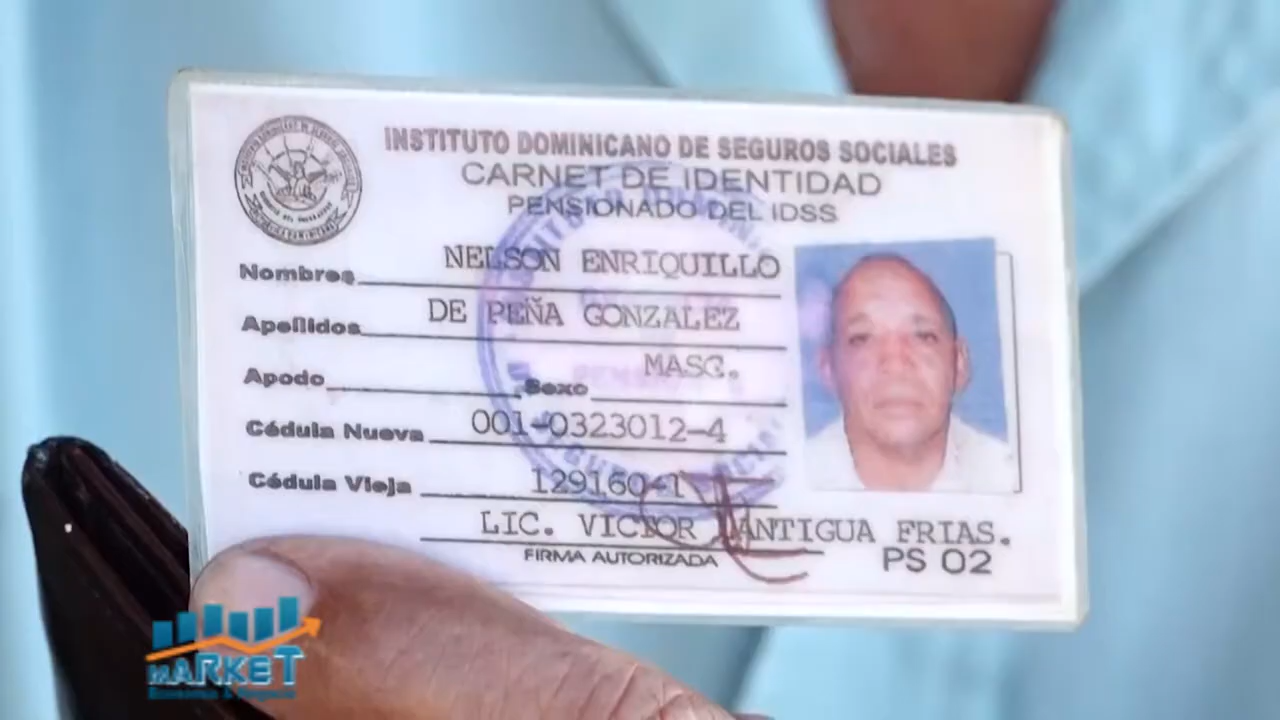 INSTITUTO DOMINICANO DE SEGUROS SOCIALES
CARNET DE IDENTIDAD
PENSIONADO DEL IDSS
Nombres NELSON ENRIQUILLO
Apellidos DE PEÑA GONZALEZ
Apodo Sexo MASC.
Cédula Nueva 001-0323012-4
Cédula Vieja 129160-1
LIC. VICTOR ANTIGUA FRIAS.
FIRMA AUTORIZADA
PS 02
MARKET